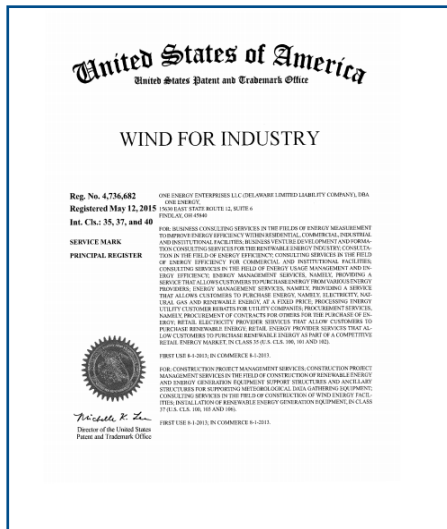 United States of America
United States Patent and Trademark Office
WIND FOR INDUSTRY
Reg. No. 4,736,682
Registered May 12, 2015
Int. Cls.: 35, 37, and 40
SERVICE MARK
PRINCIPAL REGISTER
ONE ENERGY ENTERPRISES LLC (DELAWARE LIMITED LIABILITY COMPANY), DBA
ONE ENERGY,
15630 EAST STATE ROUTE 12, SUITE 6
FINDLAY, OH 45840
FOR: BUSINESS CONSULTING SERVICES IN THE FIELDS OF ENERGY MEASUREMENT
TO IMPROVE ENERGY EFFICIENCY WITHIN RESIDENTIAL, COMMERCIAL, INDUSTRIAL
AND INSTITUTIONAL FACILITIES; BUSINESS VENTURE DEVELOPMENT AND FORMA-
TION CONSULTING SERVICES FOR THE RENEWABLE ENERGY INDUSTRY; CONSULTA-
TION IN THE FIELD OF ENERGY EFFICIENCY; CONSULTING SERVICES IN THE FIELD
OF ENERGY EFFICIENCY FOR COMMERCIAL AND INSTITUTIONAL FACILITIES;
CONSULTING SERVICES IN THE FIELD OF ENERGY USAGE MANAGEMENT AND EN-
ERGY EFFICIENCY; ENERGY MANAGEMENT SERVICES, NAMELY, PROVIDING A
SERVICE THAT ALLOWS CUSTOMERS TO PURCHASE ENERGY FROM VARIOUS ENERGY
PROVIDERS; ENERGY MANAGEMENT SERVICES, NAMELY, PROVIDING A SERVICE
THAT ALLOWS CUSTOMERS TO PURCHASE ENERGY, NAMELY, ELECTRICITY, NAT-
URAL GAS AND RENEWABLE ENERGY, AT A FIXED PRICE; PROCESSING ENERGY
UTILITY CUSTOMER REBATES FOR UTILITY COMPANIES; PROCUREMENT SERVICES,
NAMELY, PROCUREMENT OF CONTRACTS FOR OTHERS FOR THE PURCHASE OF EN-
ERGY; RETAIL ELECTRICITY PROVIDER SERVICES THAT ALLOW CUSTOMERS TO
PURCHASE RENEWABLE ENERGY; RETAIL ENERGY PROVIDER SERVICES THAT AL-
LOW CUSTOMERS TO PURCHASE RENEWABLE ENERGY AS PART OF A COMPETITIVE
RETAIL ENERGY MARKET, IN CLASS 35 (U.S. CLS. 100, 101 AND 102).
FIRST USE 8-1-2013; IN COMMERCE 8-1-2013.
FOR: CONSTRUCTION PROJECT MANAGEMENT SERVICES; CONSTRUCTION PROJECT
MANAGEMENT SERVICES IN THE FIELD OF CONSTRUCTION OF RENEWABLE ENERGY
AND ENERGY GENERATION EQUIPMENT SUPPORT STRUCTURES AND ANCILLARY
STRUCTURES FOR SUPPORTING METEOROLOGICAL DATA GATHERING EQUIPMENT;
CONSULTING SERVICES IN THE FIELD OF CONSTRUCTION OF WIND ENERGY FACIL-
ITIES; INSTALLATION OF RENEWABLE ENERGY GENERATION EQUIPMENT, IN CLASS
37 (U.S. CLS. 100, 103 AND 106).
FIRST USE 8-1-2013; IN COMMERCE 8-1-2013.
Michelle K. Lee
Director of the United States
Patent and Trademark Office